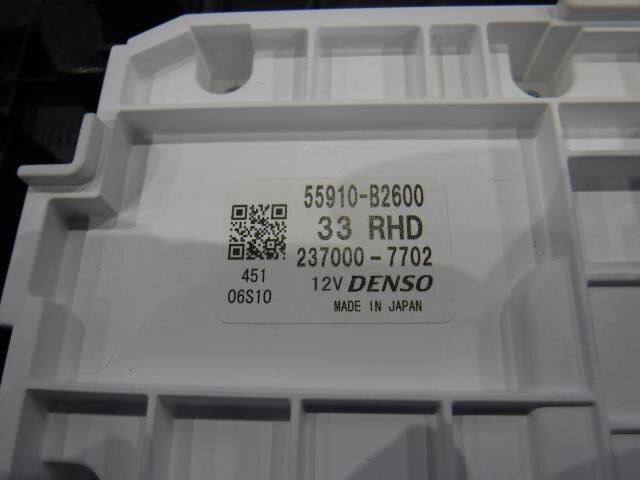 55910-B2600
33 RHD
237000-7702
451
12V DENSO
06S10
MADE IN JAPAN